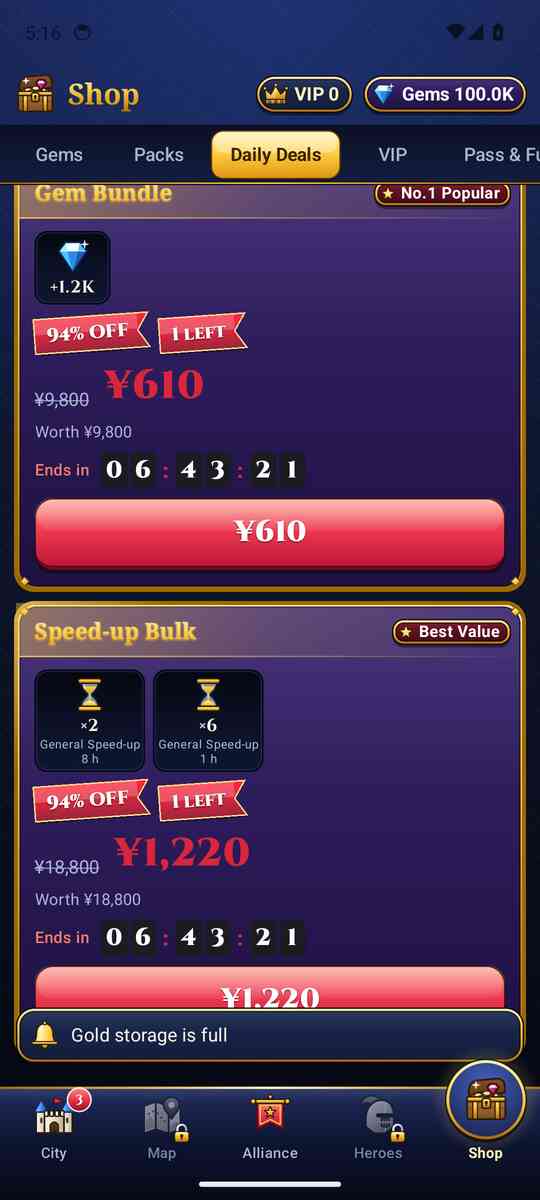 5:16
Shop
VIP 0
Gems 100.0K
Gems
Packs
Daily Deals
VIP
Pass & Fu
Gem Bundle
No.1 Popular
+1.2K
94% OFF
1 LEFT
¥9,800
¥610
Worth ¥9,800
Ends in 06:43:21
¥610
Speed-up Bulk
Best Value
×2
General Speed-up
8 h
×6
General Speed-up
1 h
94% OFF
1 LEFT
¥18,800
¥1,220
Worth ¥18,800
Ends in 06:43:21
¥1,220
Gold storage is full
3
City
Map
Alliance
Heroes
Shop